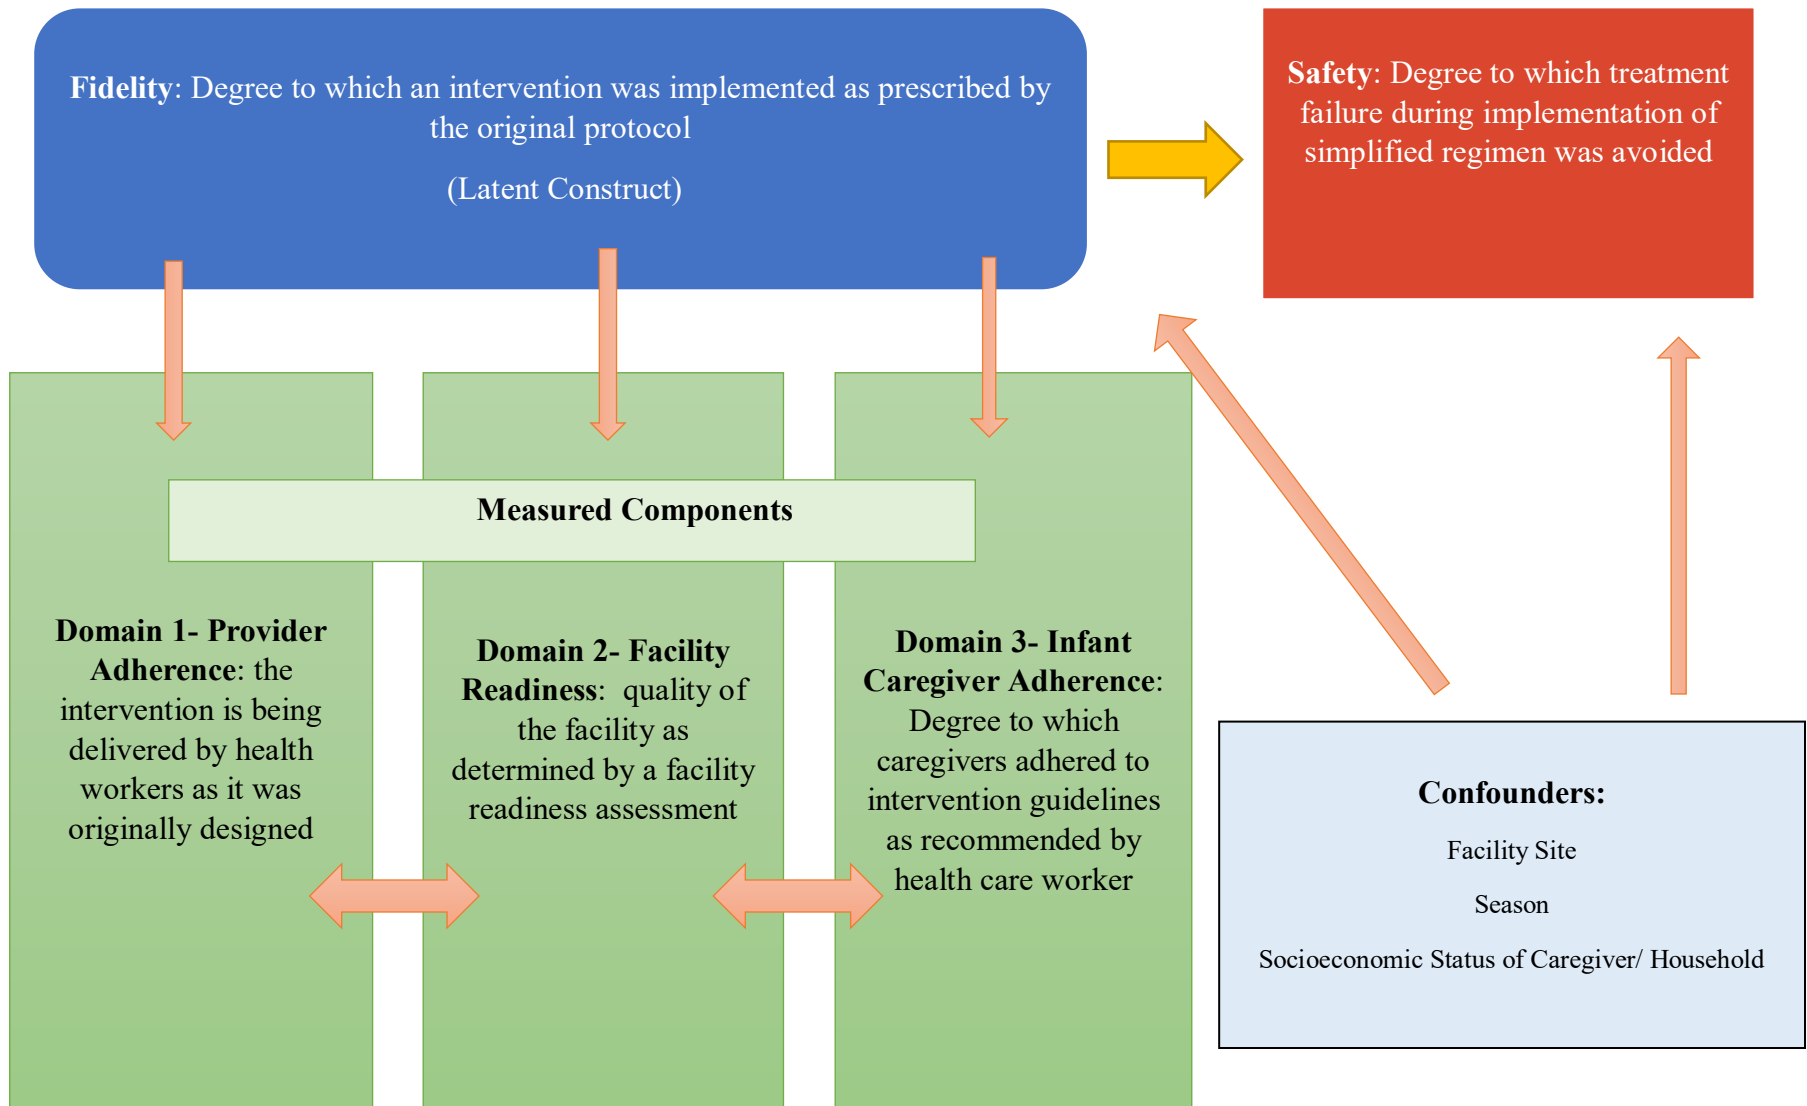 Fidelity: Degree to which an intervention was implemented as prescribed by
the original protocol
(Latent Construct)
Safety: Degree to which treatment
failure during implementation of
simplified regimen was avoided
Measured Components
Domain 1- Provider
Adherence: the
intervention is being
delivered by health
workers as it was
originally designed
Domain 2- Facility
Readiness: quality of
the facility as
determined by a facility
readiness assessment
Domain 3- Infant
Caregiver Adherence:
Degree to which
caregivers adhered to
intervention guidelines
as recommended by
health care worker
Confounders:
Facility Site
Season
Socioeconomic Status of Caregiver/ Household